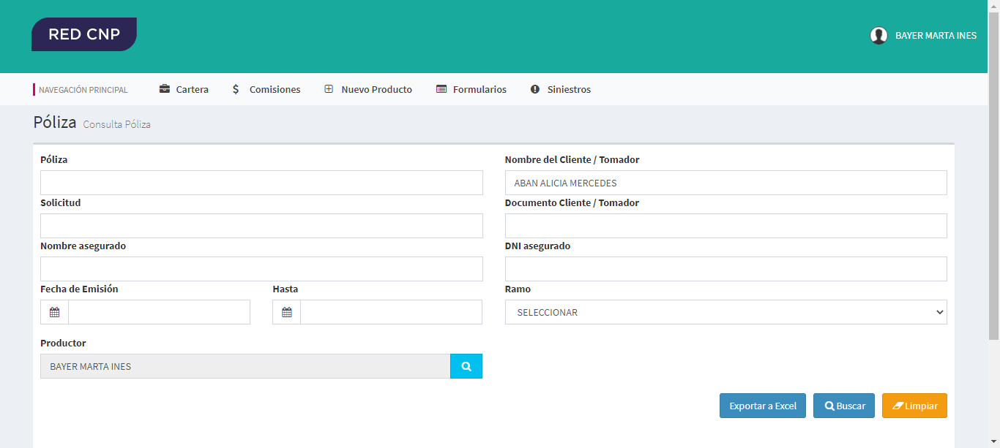 RED CNP
BAYER MARTA INES
NAVEGACIÓN PRINCIPAL
Cartera
$ Comisiones
Nuevo Producto
Formularios
Siniestros
Póliza Consulta Póliza
Póliza
Nombre del Cliente / Tomador
ABAN ALICIA MERCEDES
Solicitud
Documento Cliente / Tomador
Nombre asegurado
DNI asegurado
Fecha de Emisión
Hasta
Ramo
SELECCIONAR
Productor
BAYER MARTA INES
Exportar a Excel
Buscar
Limpiar